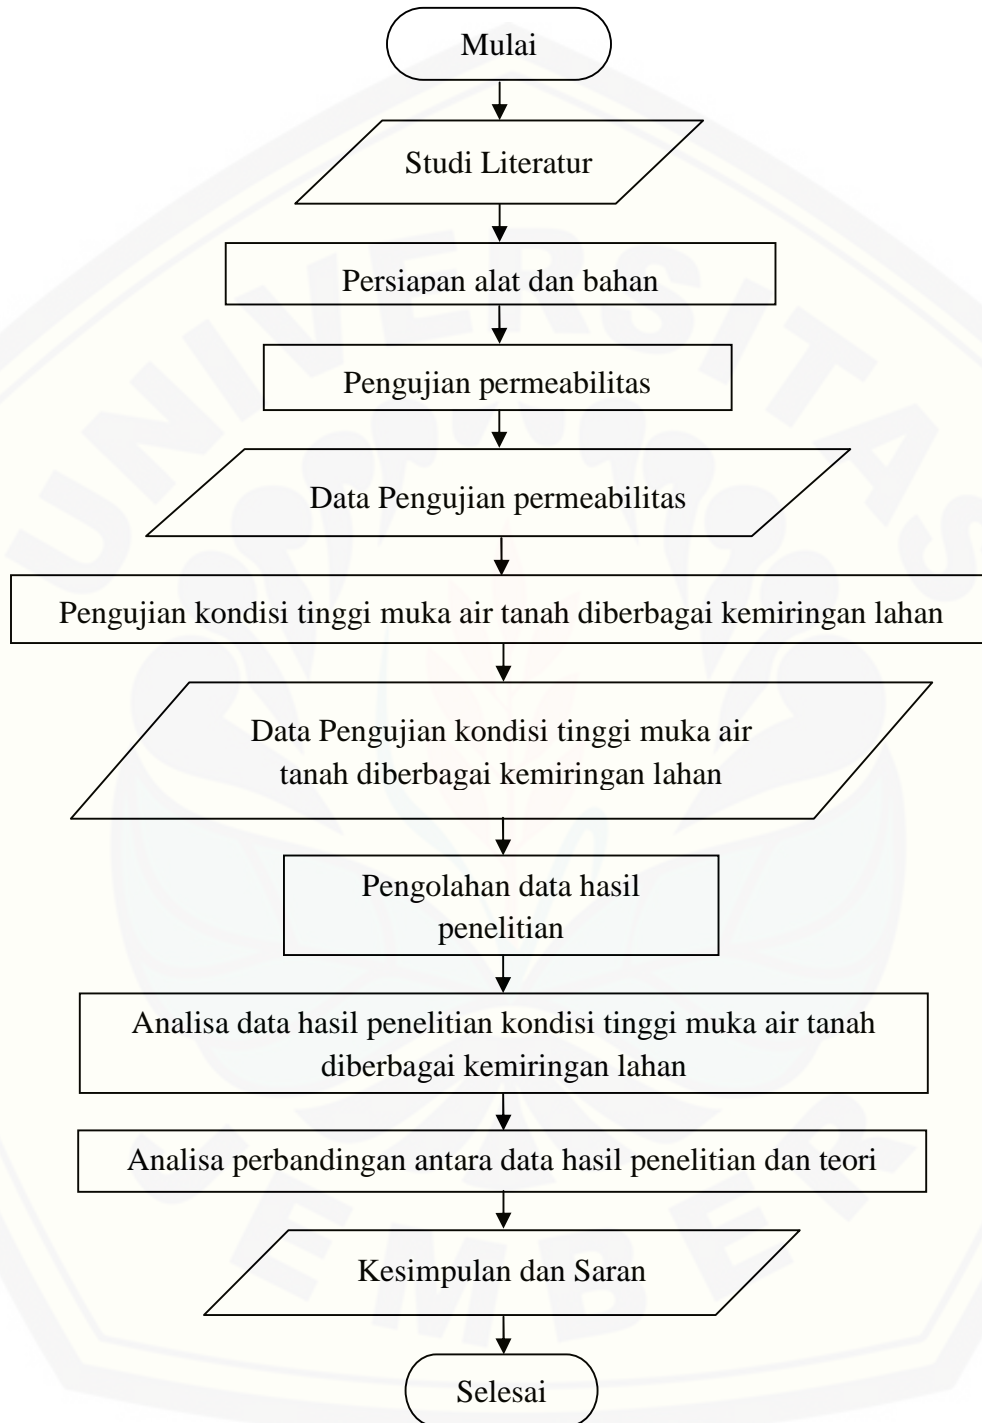 Mulai
Studi Literatur
Persiapan alat dan bahan
Pengujian permeabilitas
Data Pengujian permeabilitas
Pengujian kondisi tinggi muka air tanah diberbagai kemiringan lahan
Data Pengujian kondisi tinggi muka air
tanah diberbagai kemiringan lahan
Pengolahan data hasil
penelitian
Analisa data hasil penelitian kondisi tinggi muka air tanah
diberbagai kemiringan lahan
Analisa perbandingan antara data hasil penelitian dan teori
Kesimpulan dan Saran
Selesai
UNIVERSITAS
JEMBER